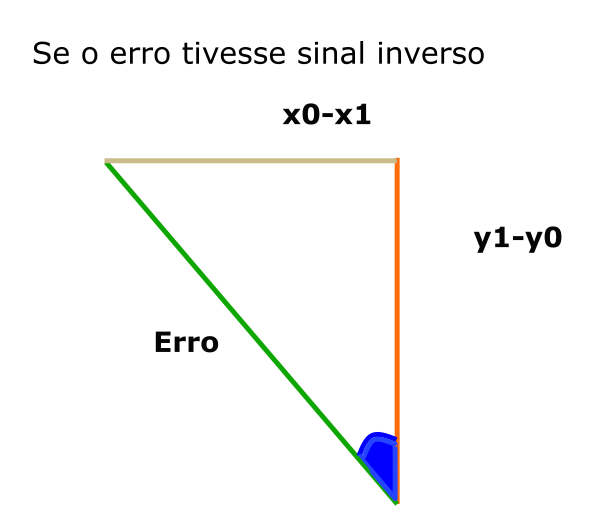 Se o erro tivesse sinal inverso
x0-x1
y1-y0
Erro